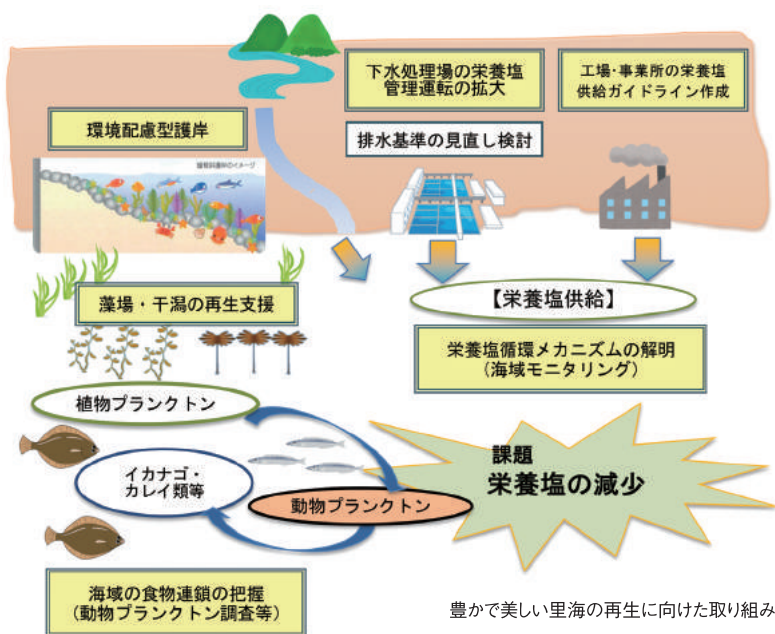 下水処理場の栄養塩
管理運転の拡大
工場・事業所の栄養塩
供給ガイドライン作成
環境配慮型護岸
排水基準の見直し検討
藻場・干潟の再生支援
【栄養塩供給】
栄養塩循環メカニズムの解明
(海域モニタリング)
植物プランクトン
イカナゴ・
カレイ類等
動物プランクトン
課題
栄養塩の減少
海域の食物連鎖の把握
(動物プランクトン調査等)
豊かで美しい里海の再生に向けた取り組み